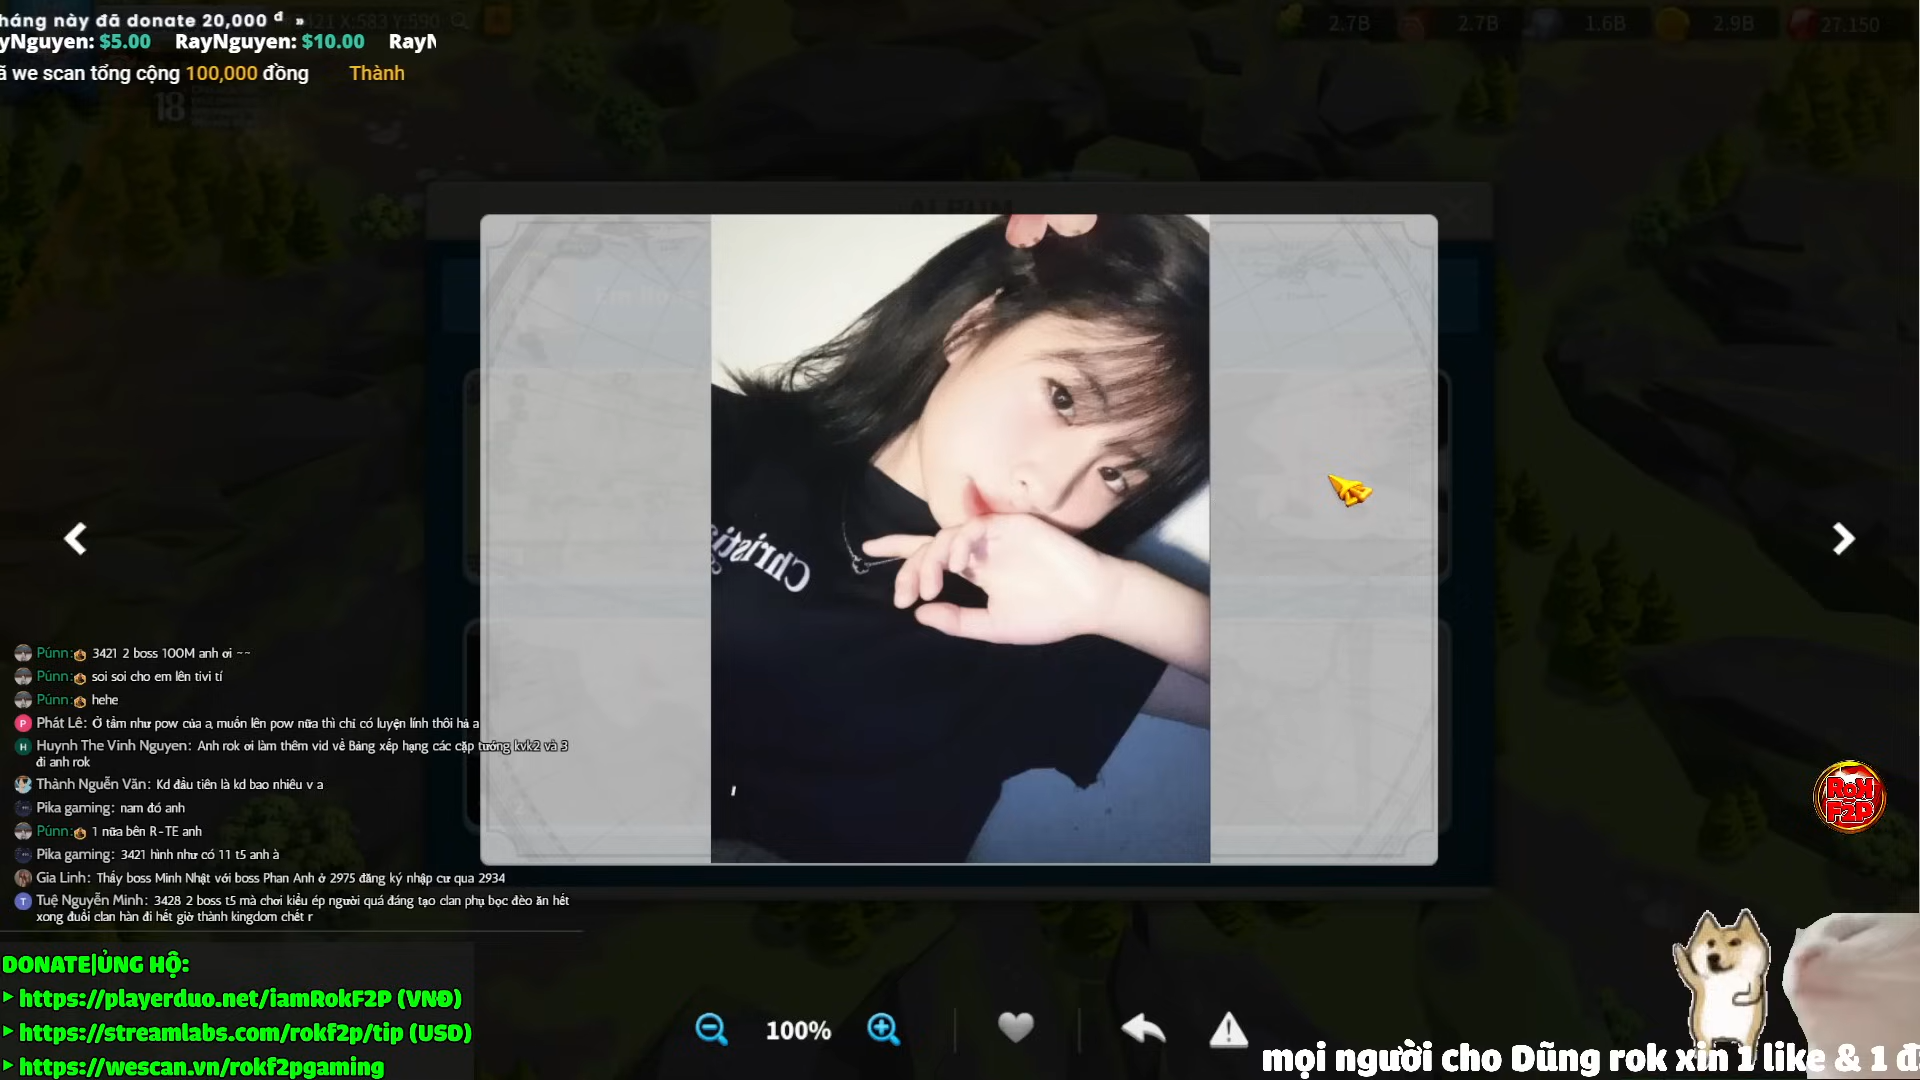 háng này đã donate 20,000 đ »
421 X:583 Y:590
2.7B 2.7B 1.6B 2.9B 27.150
yNguyen: $5.00 RayNguyen: $10.00 RayN
ã we scan tổng cộng 100,000 đồng Thành
18
Christia
Púnn: 3421 2 boss 100M anh ơi ~~
Púnn: soi soi cho em lên tivi tí
Púnn: hehe
Phát Lê: Ở tầm như pow của a, muốn lên pow nữa thì chỉ có luyện lính thôi hả a
Huynh The Vinh Nguyen: Anh rok ơi làm thêm vid về Bảng xếp hạng các cặp tướng kvk2 và 3
đi anh rok
Thành Nguễn Văn: Kd đầu tiên là kd bao nhiêu v a
Pika gaming: nam đó anh
Púnn: 1 nữa bên R-TE anh
Pika gaming: 3421 hình như có 11 t5 anh à
Gia Linh: Thấy boss Minh Nhật với boss Phan Anh ở 2975 đăng ký nhập cư qua 2934
Tuệ Nguyễn Minh: 3428 2 boss t5 mà chơi kiểu ép người quá đáng tạo clan phụ bọc đèo ăn hết
xong đuổi clan hàn đi hết giờ thành kingdom chết r
DONATE|ỦNG HỘ:
https://playerduo.net/iamRokF2P (VNĐ)
https://streamlabs.com/rokf2p/tip (USD)
https://wescan.vn/rokf2pgaming
100%
RoK
F2P
mọi người cho Dũng rok xin 1 like & 1 đ